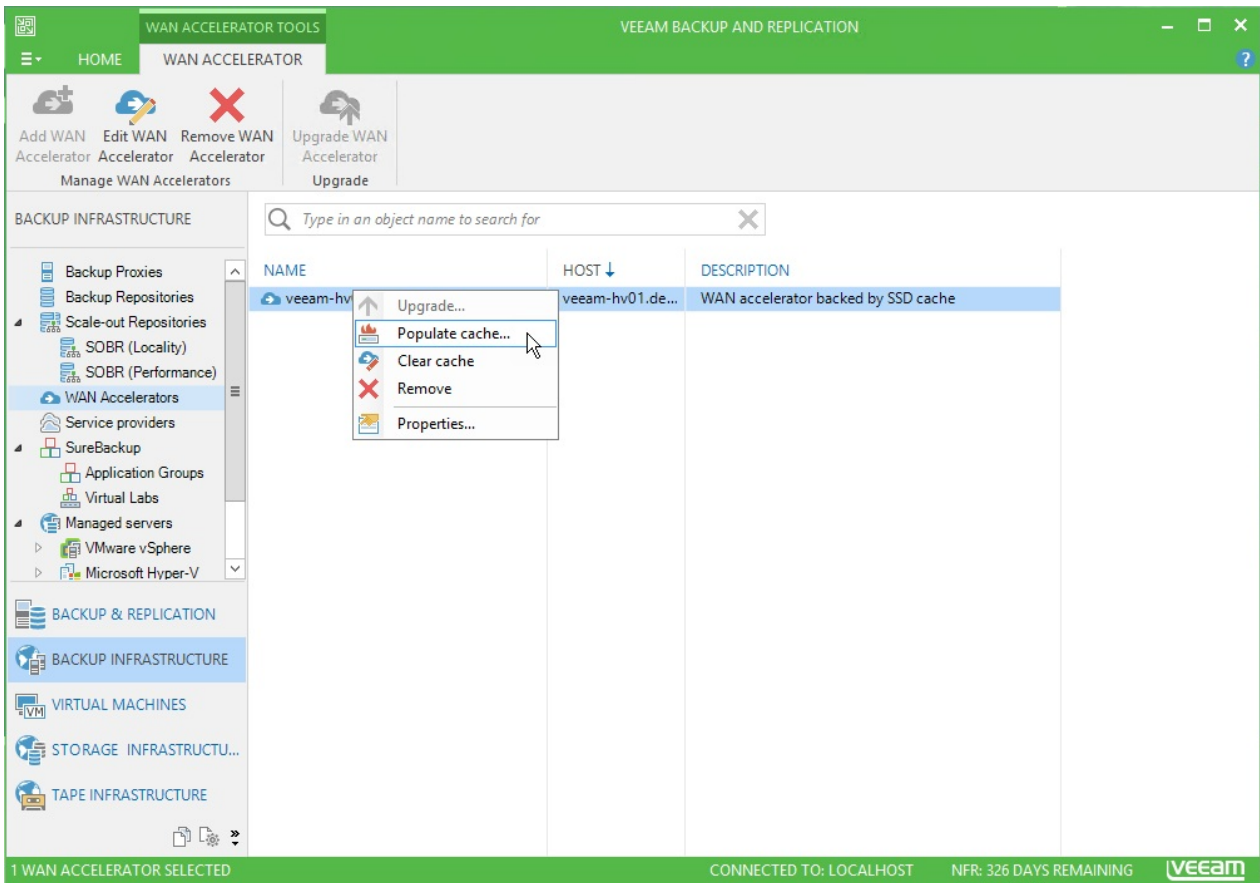 WAN ACCELERATOR TOOLS
VEEAM BACKUP AND REPLICATION
HOME
WAN ACCELERATOR
?
Add WAN Accelerator
Edit WAN Accelerator
Remove WAN Accelerator
Upgrade WAN Accelerator
Manage WAN Accelerators
Upgrade
BACKUP INFRASTRUCTURE
Type in an object name to search for
Backup Proxies
Backup Repositories
Scale-out Repositories
SOBR (Locality)
SOBR (Performance)
WAN Accelerators
Service providers
SureBackup
Application Groups
Virtual Labs
Managed servers
VMware vSphere
Microsoft Hyper-V
NAME
HOST
DESCRIPTION
veeam-hv
veeam-hv01.de...
WAN accelerator backed by SSD cache
Upgrade...
Populate cache...
Clear cache
Remove
Properties...
BACKUP & REPLICATION
BACKUP INFRASTRUCTURE
VM
VIRTUAL MACHINES
STORAGE INFRASTRUCTU...
TAPE INFRASTRUCTURE
1 WAN ACCELERATOR SELECTED
CONNECTED TO: LOCALHOST
NFR: 326 DAYS REMAINING
veeam